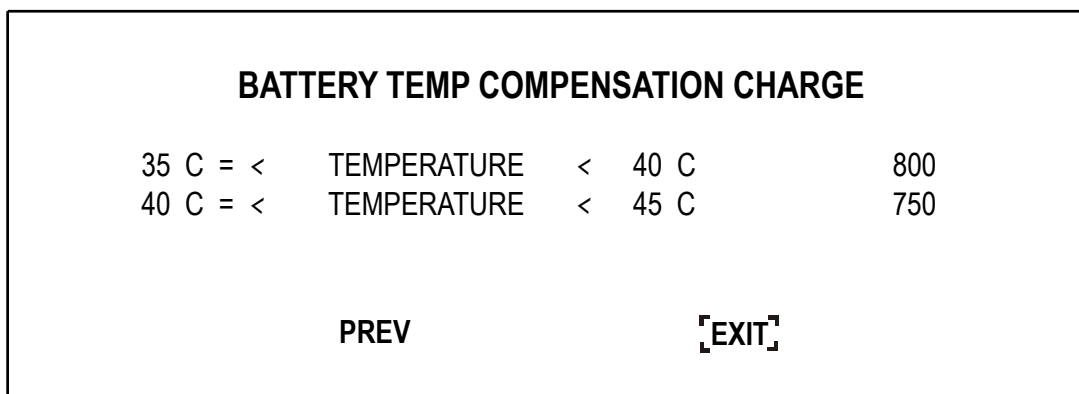 BATTERY TEMP COMPENSATION CHARGE
35 C = < TEMPERATURE < 40 C 800
40 C = < TEMPERATURE < 45 C 750
PREV EXIT